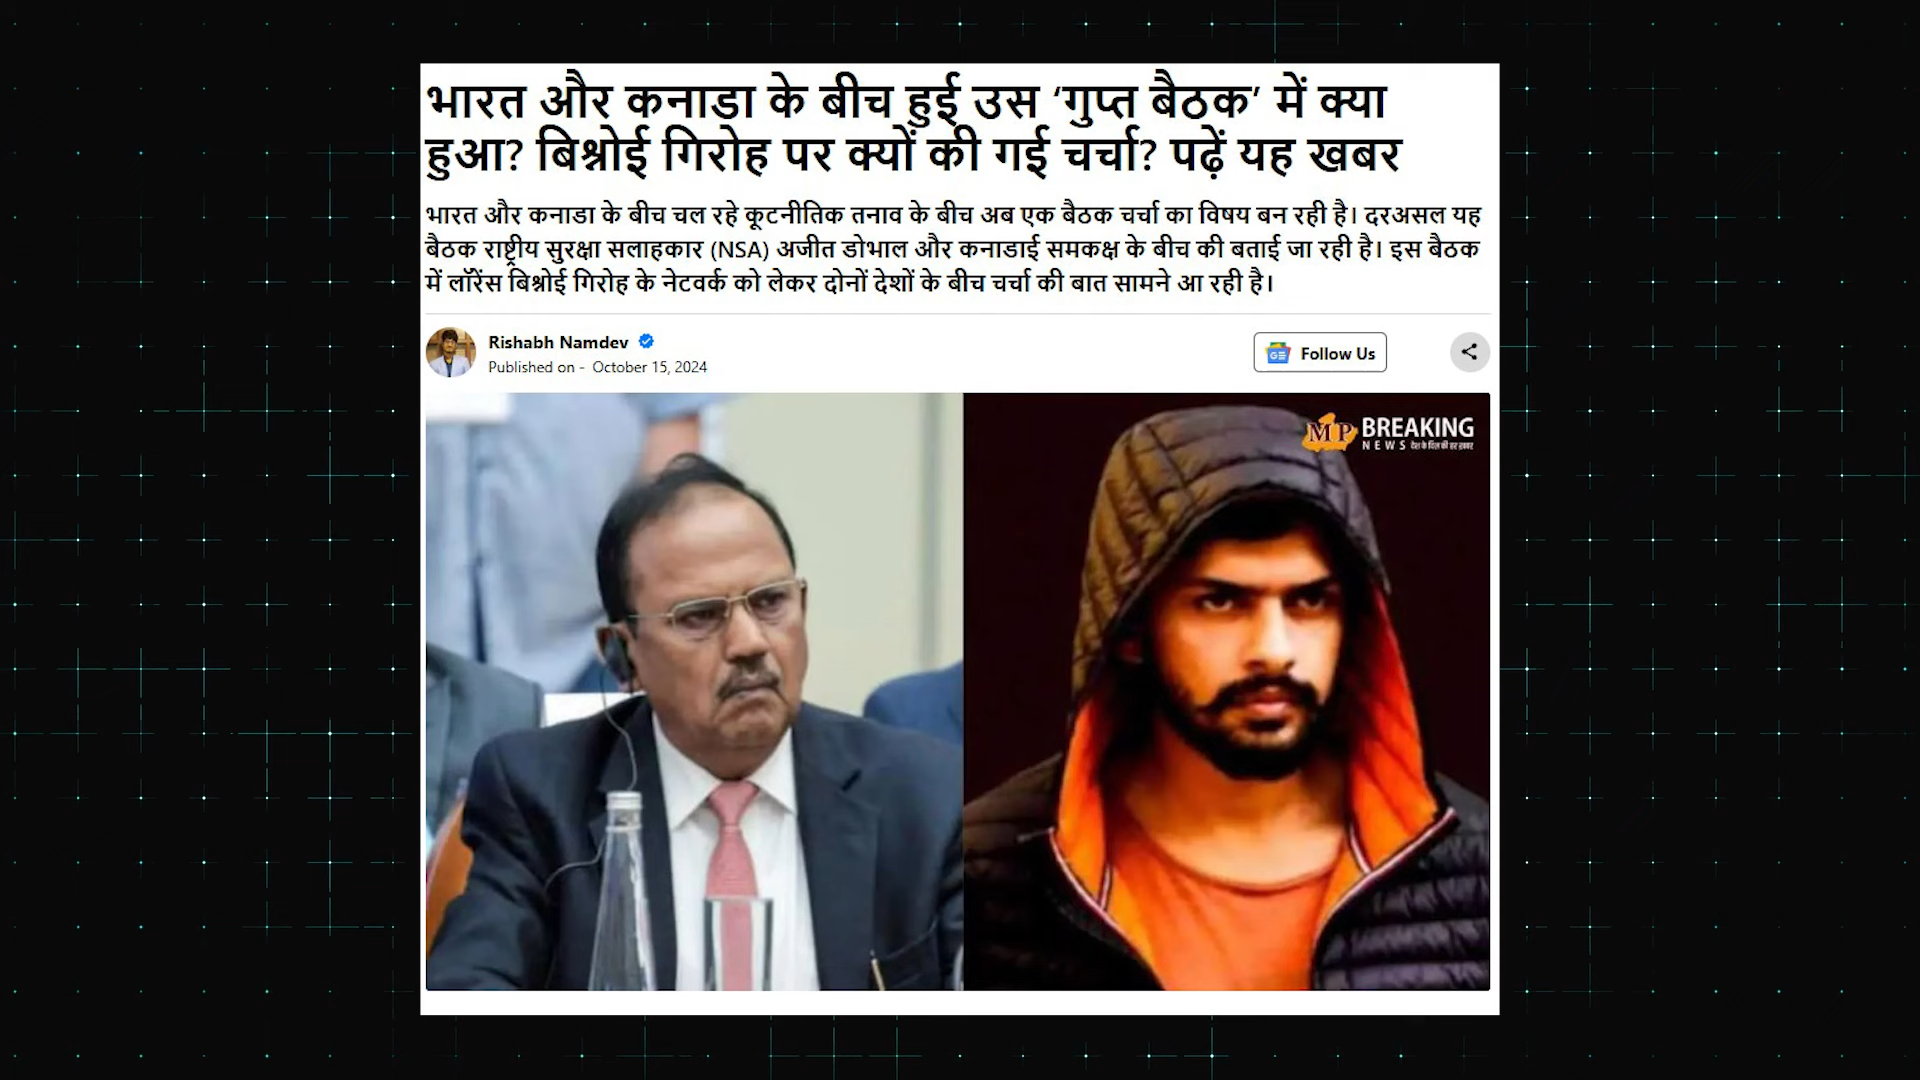 भारत और कनाडा के बीच हुई उस ‘गुप्त बैठक’ में क्या
हुआ? बिश्नोई गिरोह पर क्यों की गई चर्चा? पढ़ें यह खबर
भारत और कनाडा के बीच चल रहे कूटनीतिक तनाव के बीच अब एक बैठक चर्चा का विषय बन रही है। दरअसल यह
बैठक राष्ट्रीय सुरक्षा सलाहकार (NSA) अजीत डोभाल और कनाडाई समकक्ष के बीच की बताई जा रही है। इस बैठक
में लॉरेंस बिश्नोई गिरोह के नेटवर्क को लेकर दोनों देशों के बीच चर्चा की बात सामने आ रही है।
Rishabh Namdev
Published on - October 15, 2024
GE Follow Us
MP BREAKING
NEWS देश के दिल की हर ख़बर